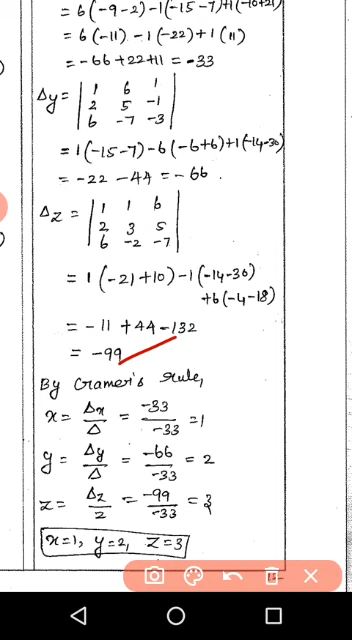 = 6(-9-2)-1(-15-7)+1(-10+21)
= 6(-11) -1(-22)+1(11)
= -66+22+11 = -33
Δy = | 1 6 1 |
| 2 5 -1 |
| 6 -7 -3 |
= 1(-15-7)-6(-6+6)+1(-14-30)
= -22 -44 = -66.
Δz = | 1 1 6 |
| 2 3 5 |
| 6 -2 -7 |
= 1(-21+10)-1(-14-30)
+6(-4-18)
= -11 +44-132
= -99
By Cramer's rule,
x = Δx/Δ = -33/-33 = 1
y = Δy/Δ = -66/-33 = 2
z = Δz/2 = -99/-33 = 3
x=1, y=2, z=3